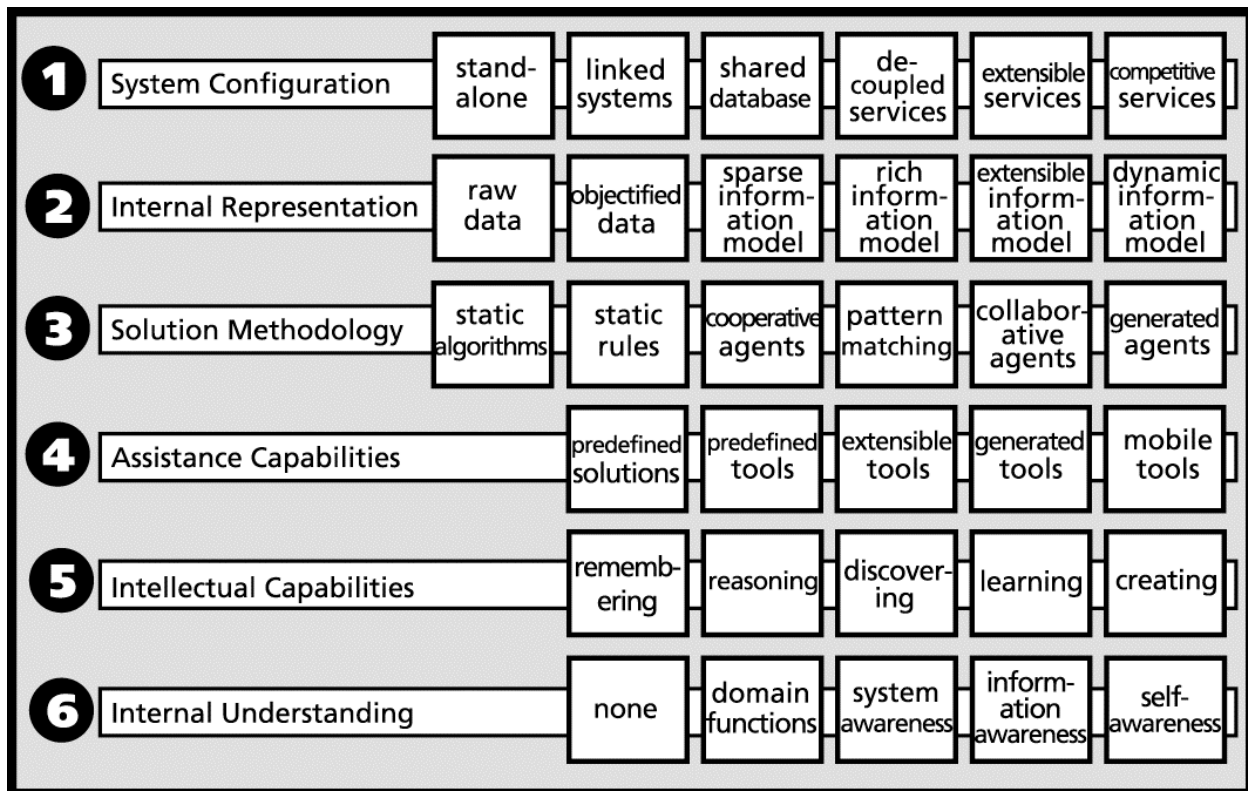 1 System Configuration
stand-
alone
linked
systems
shared
database
de-
coupled
services
extensible
services
competitive
services
2 Internal Representation
raw
data
objectified
data
sparse
inform-
ation
model
rich
inform-
ation
model
extensible
inform-
ation
model
dynamic
inform-
ation
model
3 Solution Methodology
static
algorithms
static
rules
cooperative
agents
pattern
matching
collabor-
ative
agents
generated
agents
4 Assistance Capabilities
predefined
solutions
predefined
tools
extensible
tools
generated
tools
mobile
tools
5 Intellectual Capabilities
rememb-
ering
reasoning
discover-
ing
learning
creating
6 Internal Understanding
none
domain
functions
system
awareness
inform-
ation
awareness
self-
awareness